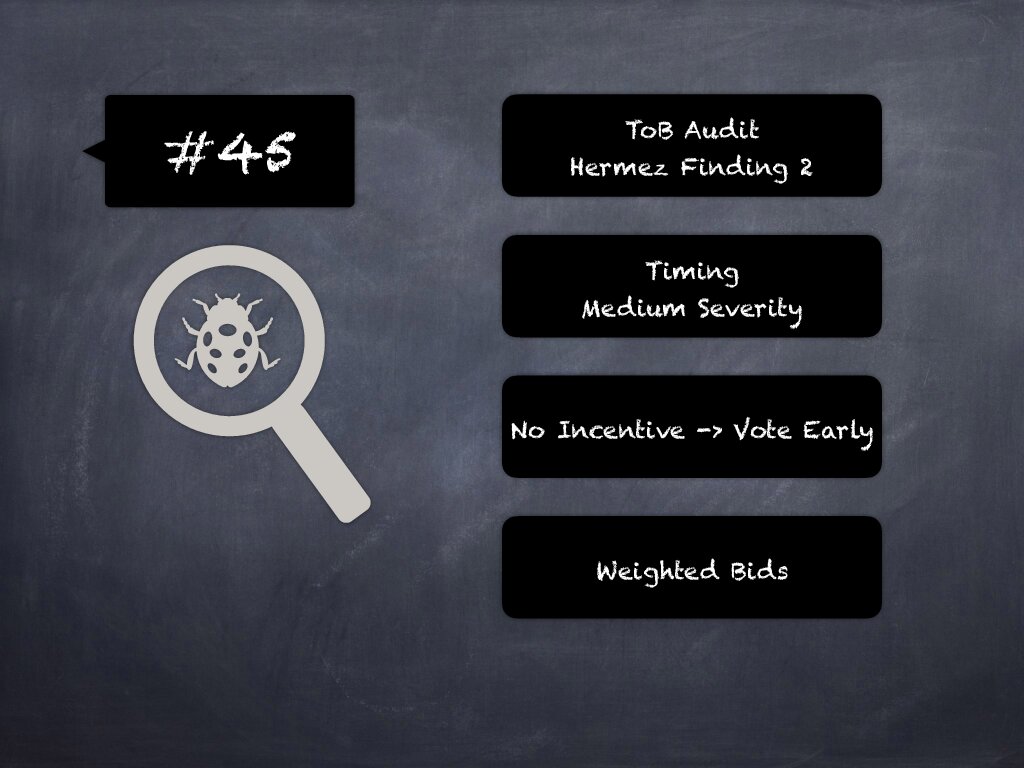 #45
ToB Audit
Hermez Finding 2
Timing
Medium Severity
No Incentive -> Vote Early
Weighted Bids